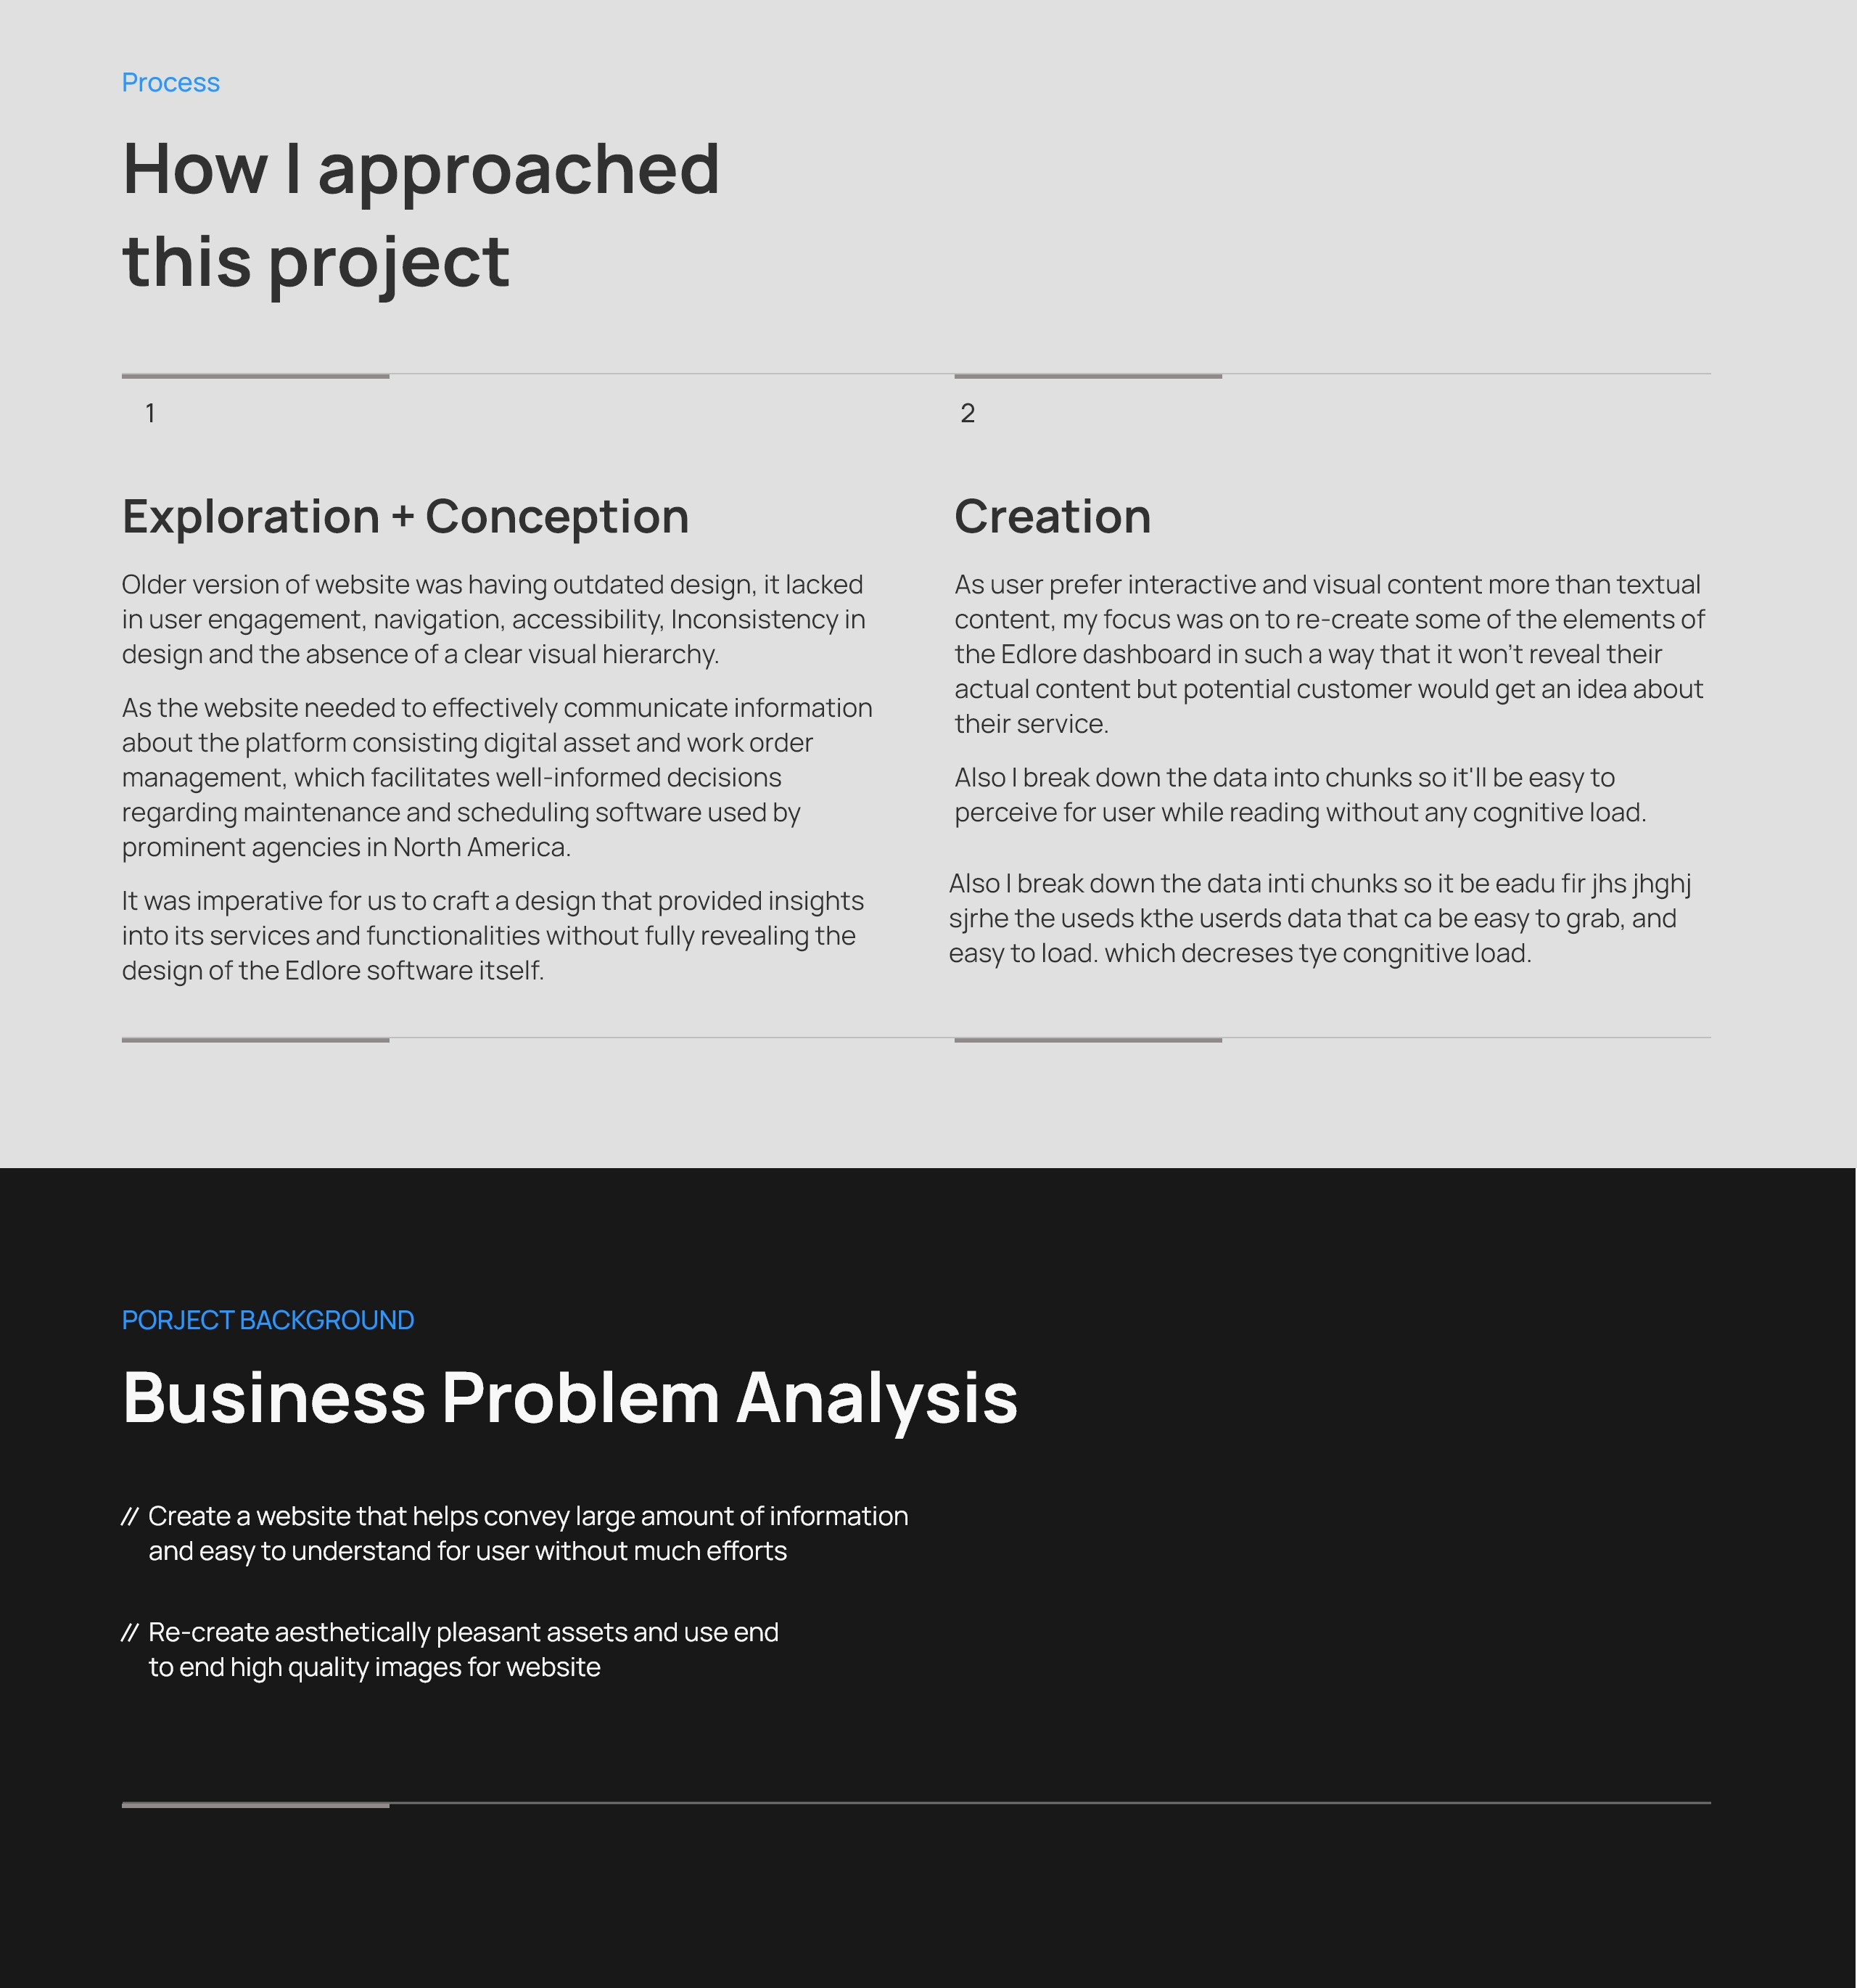 Process
How I approached
this project
1
2
Exploration + Conception
Older version of website was having outdated design, it lacked
in user engagement, navigation, accessibility, Inconsistency in
design and the absence of a clear visual hierarchy.
As the website needed to effectively communicate information
about the platform consisting digital asset and work order
management, which facilitates well-informed decisions
regarding maintenance and scheduling software used by
prominent agencies in North America.
It was imperative for us to craft a design that provided insights
into its services and functionalities without fully revealing the
design of the Edlore software itself.
Creation
As user prefer interactive and visual content more than textual
content, my focus was on to re-create some of the elements of
the Edlore dashboard in such a way that it won’t reveal their
actual content but potential customer would get an idea about
their service.
Also I break down the data into chunks so it'll be easy to
perceive for user while reading without any cognitive load.
Also I break down the data inti chunks so it be eadu fir jhs jhghj
sjrhe the useds kthe userds data that ca be easy to grab, and
easy to load. which decreses tye congnitive load.
PORJECT BACKGROUND
Business Problem Analysis
// Create a website that helps convey large amount of information
and easy to understand for user without much efforts
// Re-create aesthetically pleasant assets and use end
to end high quality images for website